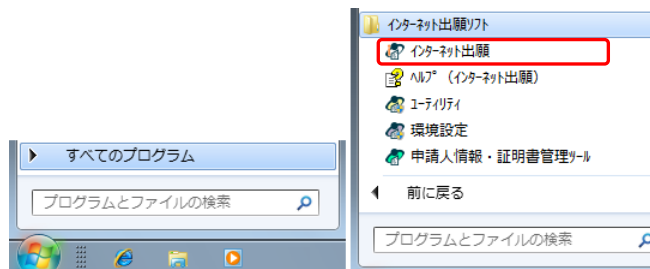 すべてのプログラム
プログラムとファイルの検索
インターネット出願ソフト
インターネット出願
ヘルプ (インターネット出願)
ユーティリティ
環境設定
申請人情報・証明書管理ツール
前に戻る
プログラムとファイルの検索